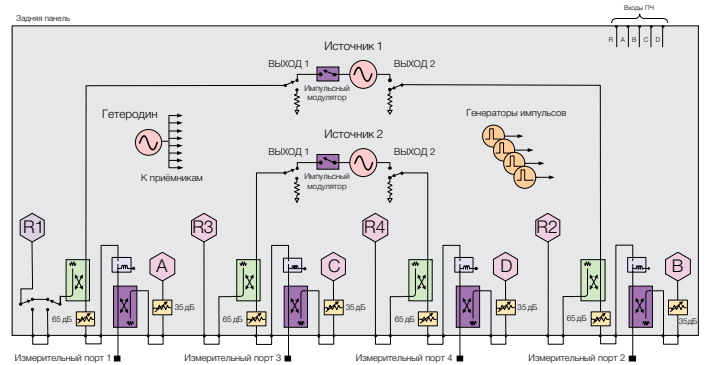 Входы ПЧ
Задняя панель
R A B C D
Источник 1
ВЫХОД 1 ВЫХОД 2
Импульсный
модулятор
Гетеродин
Генераторы импульсов
Источник 2
ВЫХОД 1 ВЫХОД 2
Импульсный
модулятор
К приёмникам
R1 R3 R4 R2
A C D B
65 дБ 35 дБ 65 дБ 35 дБ 65 дБ 35 дБ 65 дБ 35 дБ
Измерительный порт 1 Измерительный порт 3 Измерительный порт 4 Измерительный порт 2